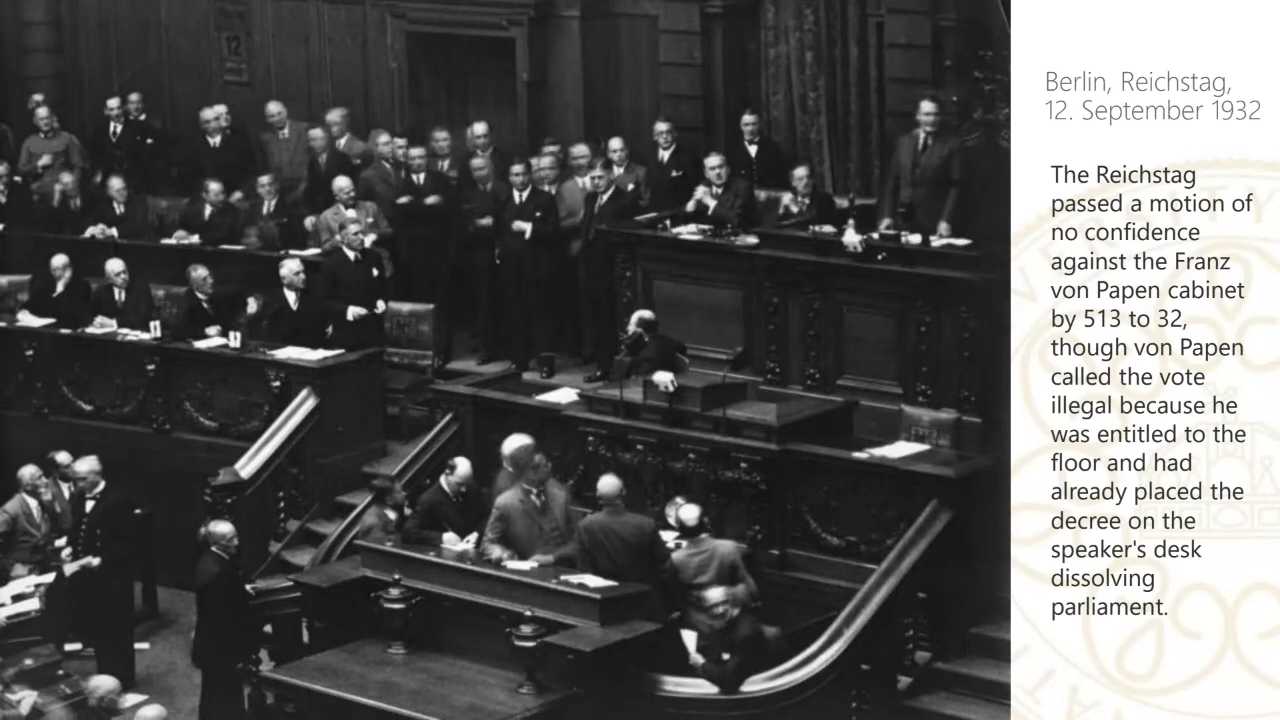 12
Berlin, Reichstag,
12. September 1932
The Reichstag
passed a motion of
no confidence
against the Franz
von Papen cabinet
by 513 to 32,
though von Papen
called the vote
illegal because he
was entitled to the
floor and had
already placed the
decree on the
speaker's desk
dissolving
parliament.